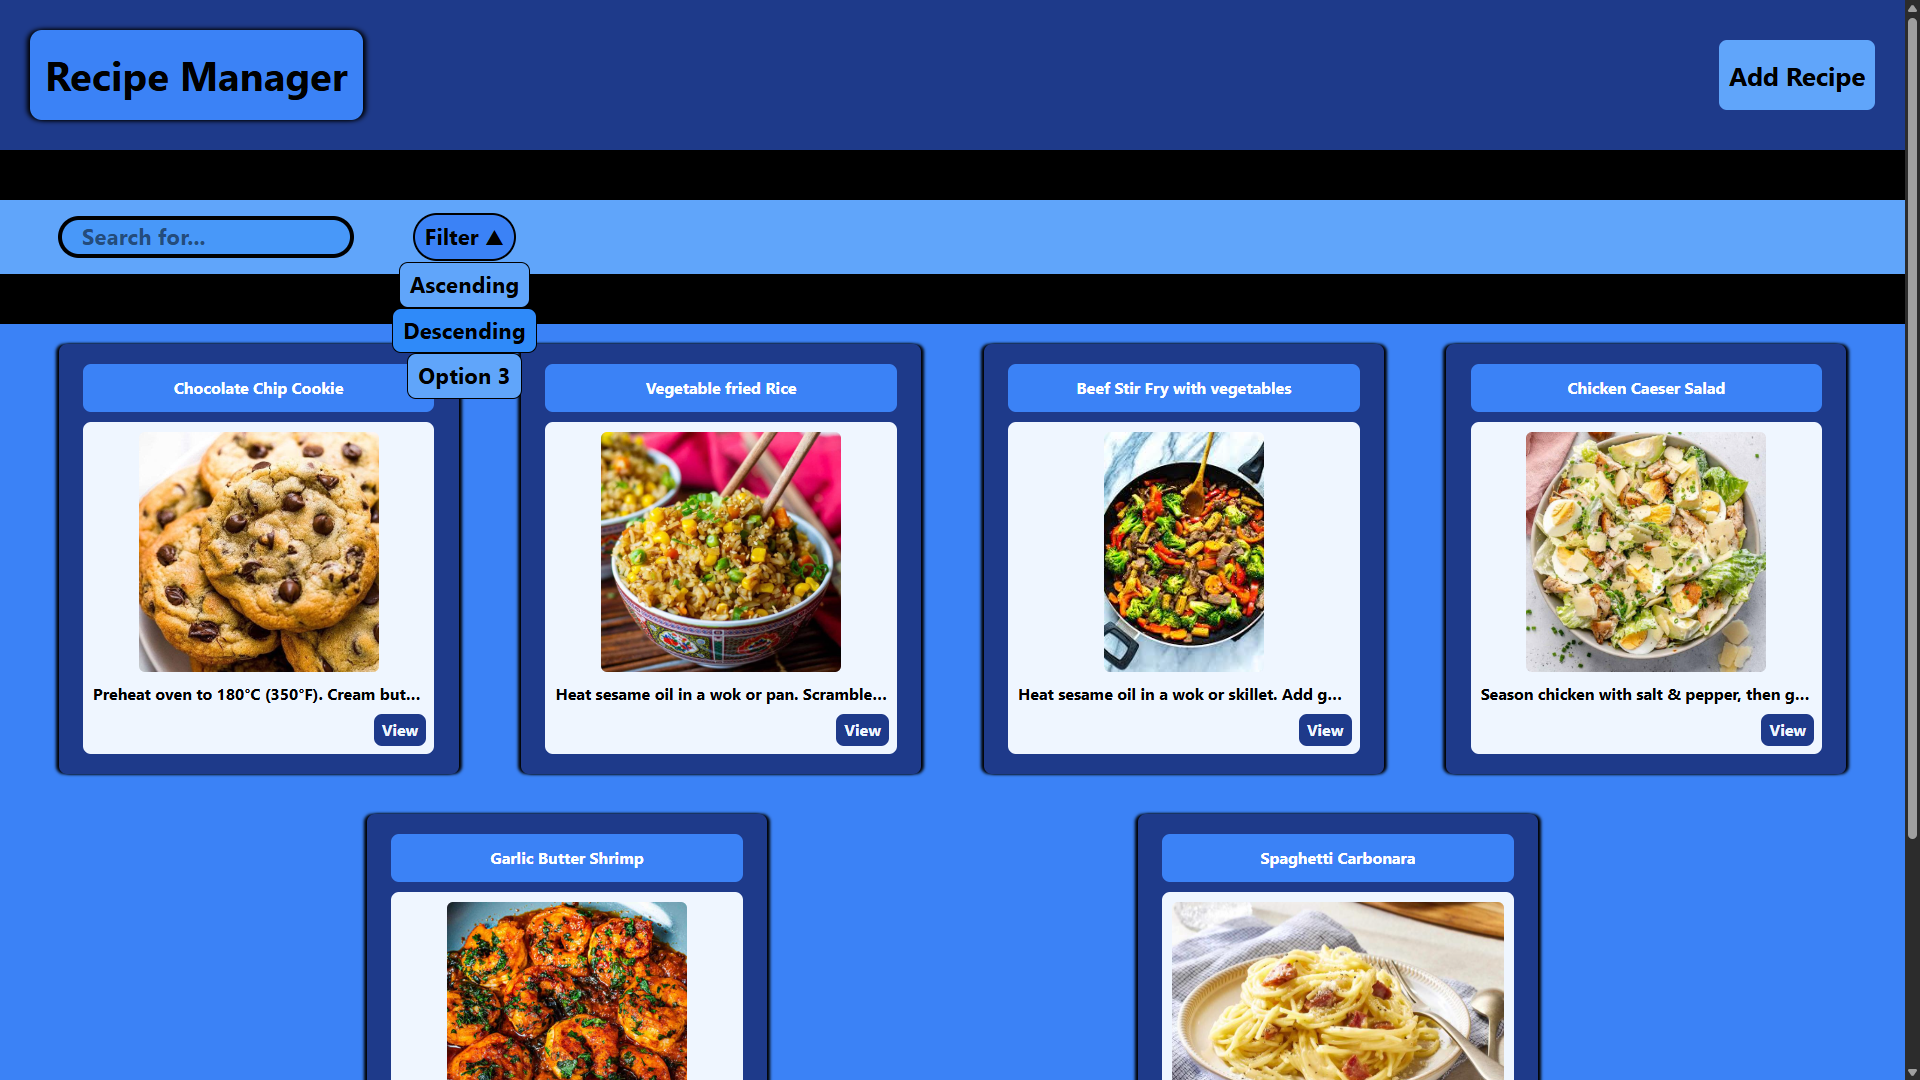 Recipe Manager
Add Recipe
Search for...
Filter ▲
Ascending
Descending
Option 3
Chocolate Chip Cookie
Vegetable fried Rice
Beef Stir Fry with vegetables
Chicken Caeser Salad
Preheat oven to 180°C (350°F). Cream but...
Heat sesame oil in a wok or pan. Scramble...
Heat sesame oil in a wok or skillet. Add g...
Season chicken with salt & pepper, then g...
View
View
View
View
Garlic Butter Shrimp
Spaghetti Carbonara